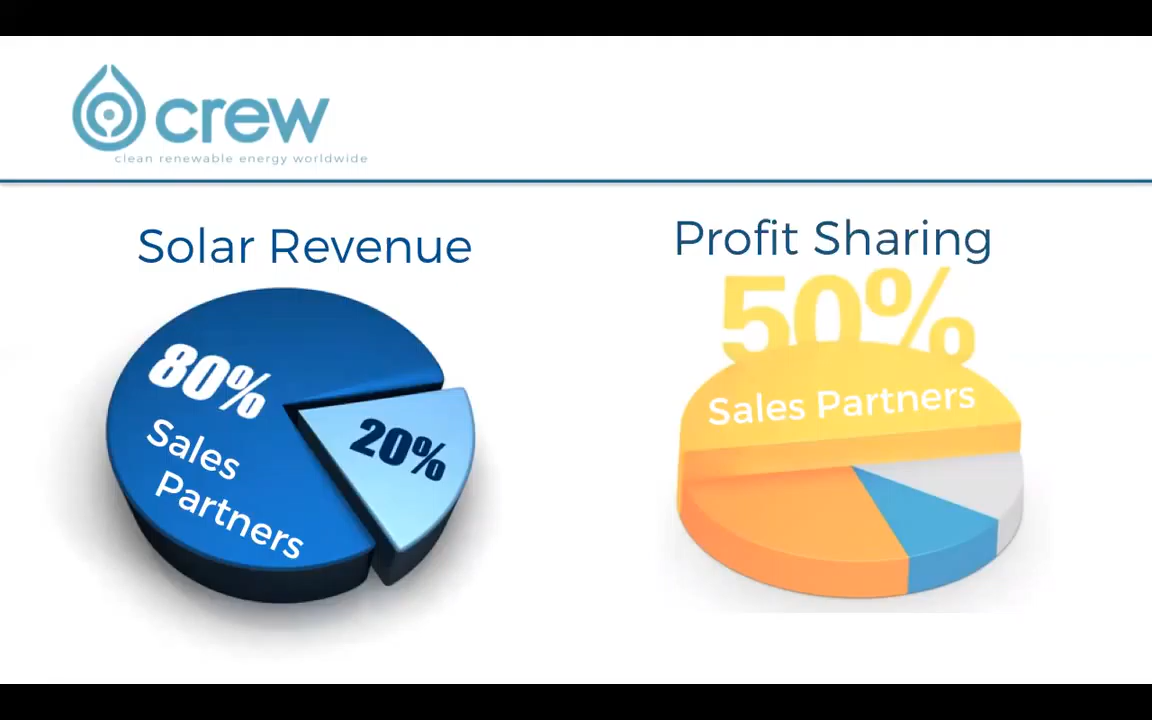 crew
clean renewable energy worldwide
Solar Revenue
80%
Sales
Partners
20%
Profit Sharing
50%
Sales Partners